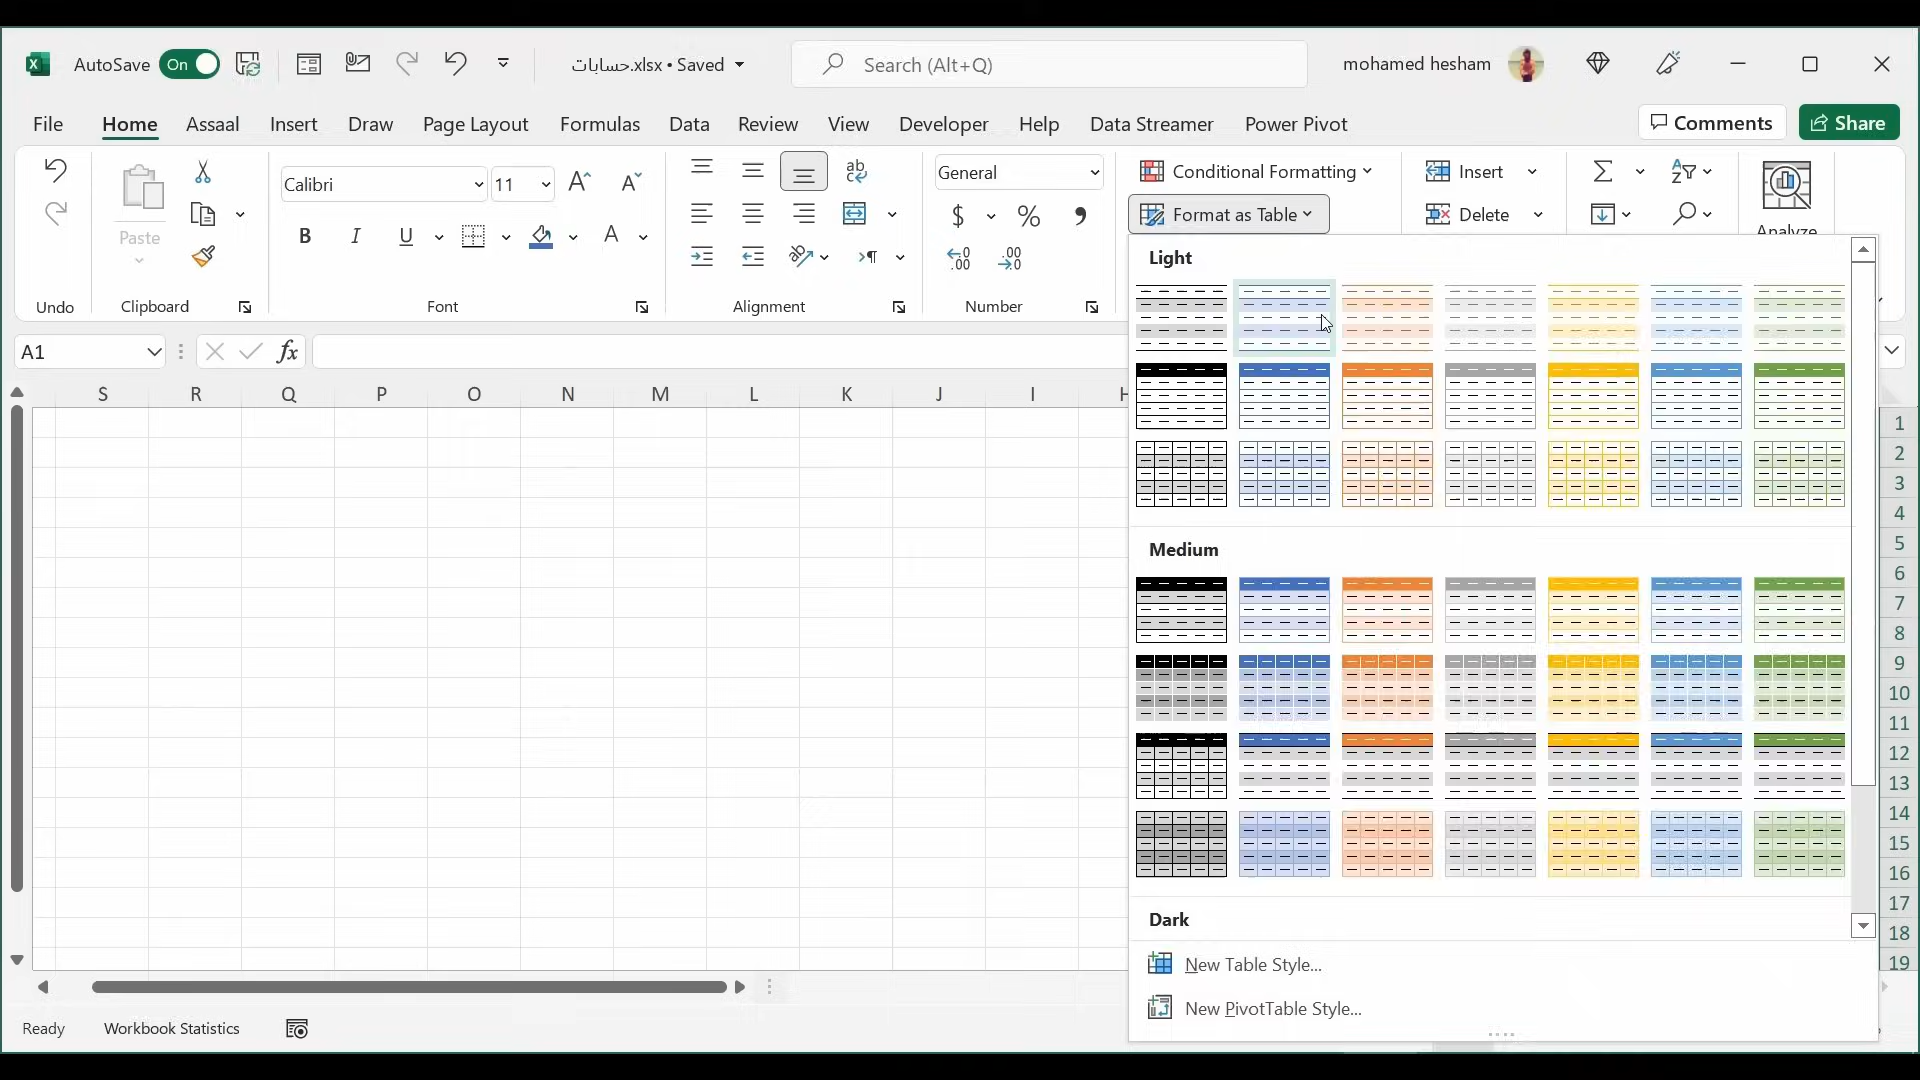 AutoSave On حسابات.xlsx • Saved Search (Alt+Q) mohamed hesham
File Home Assaal Insert Draw Page Layout Formulas Data Review View Developer Help Data Streamer Power Pivot Comments Share
Paste
Calibri 11
B I U A
ab
General
$ % 9
.00
.00
Conditional Formatting
Format as Table
Insert
Delete
Undo Clipboard Font Alignment Number
A1 fx
S R Q P O N M L K J I
1
2
3
4
5
6
7
8
9
10
11
12
13
14
15
16
17
18
19
Light
Medium
Dark
New Table Style...
New PivotTable Style...
Ready Workbook Statistics